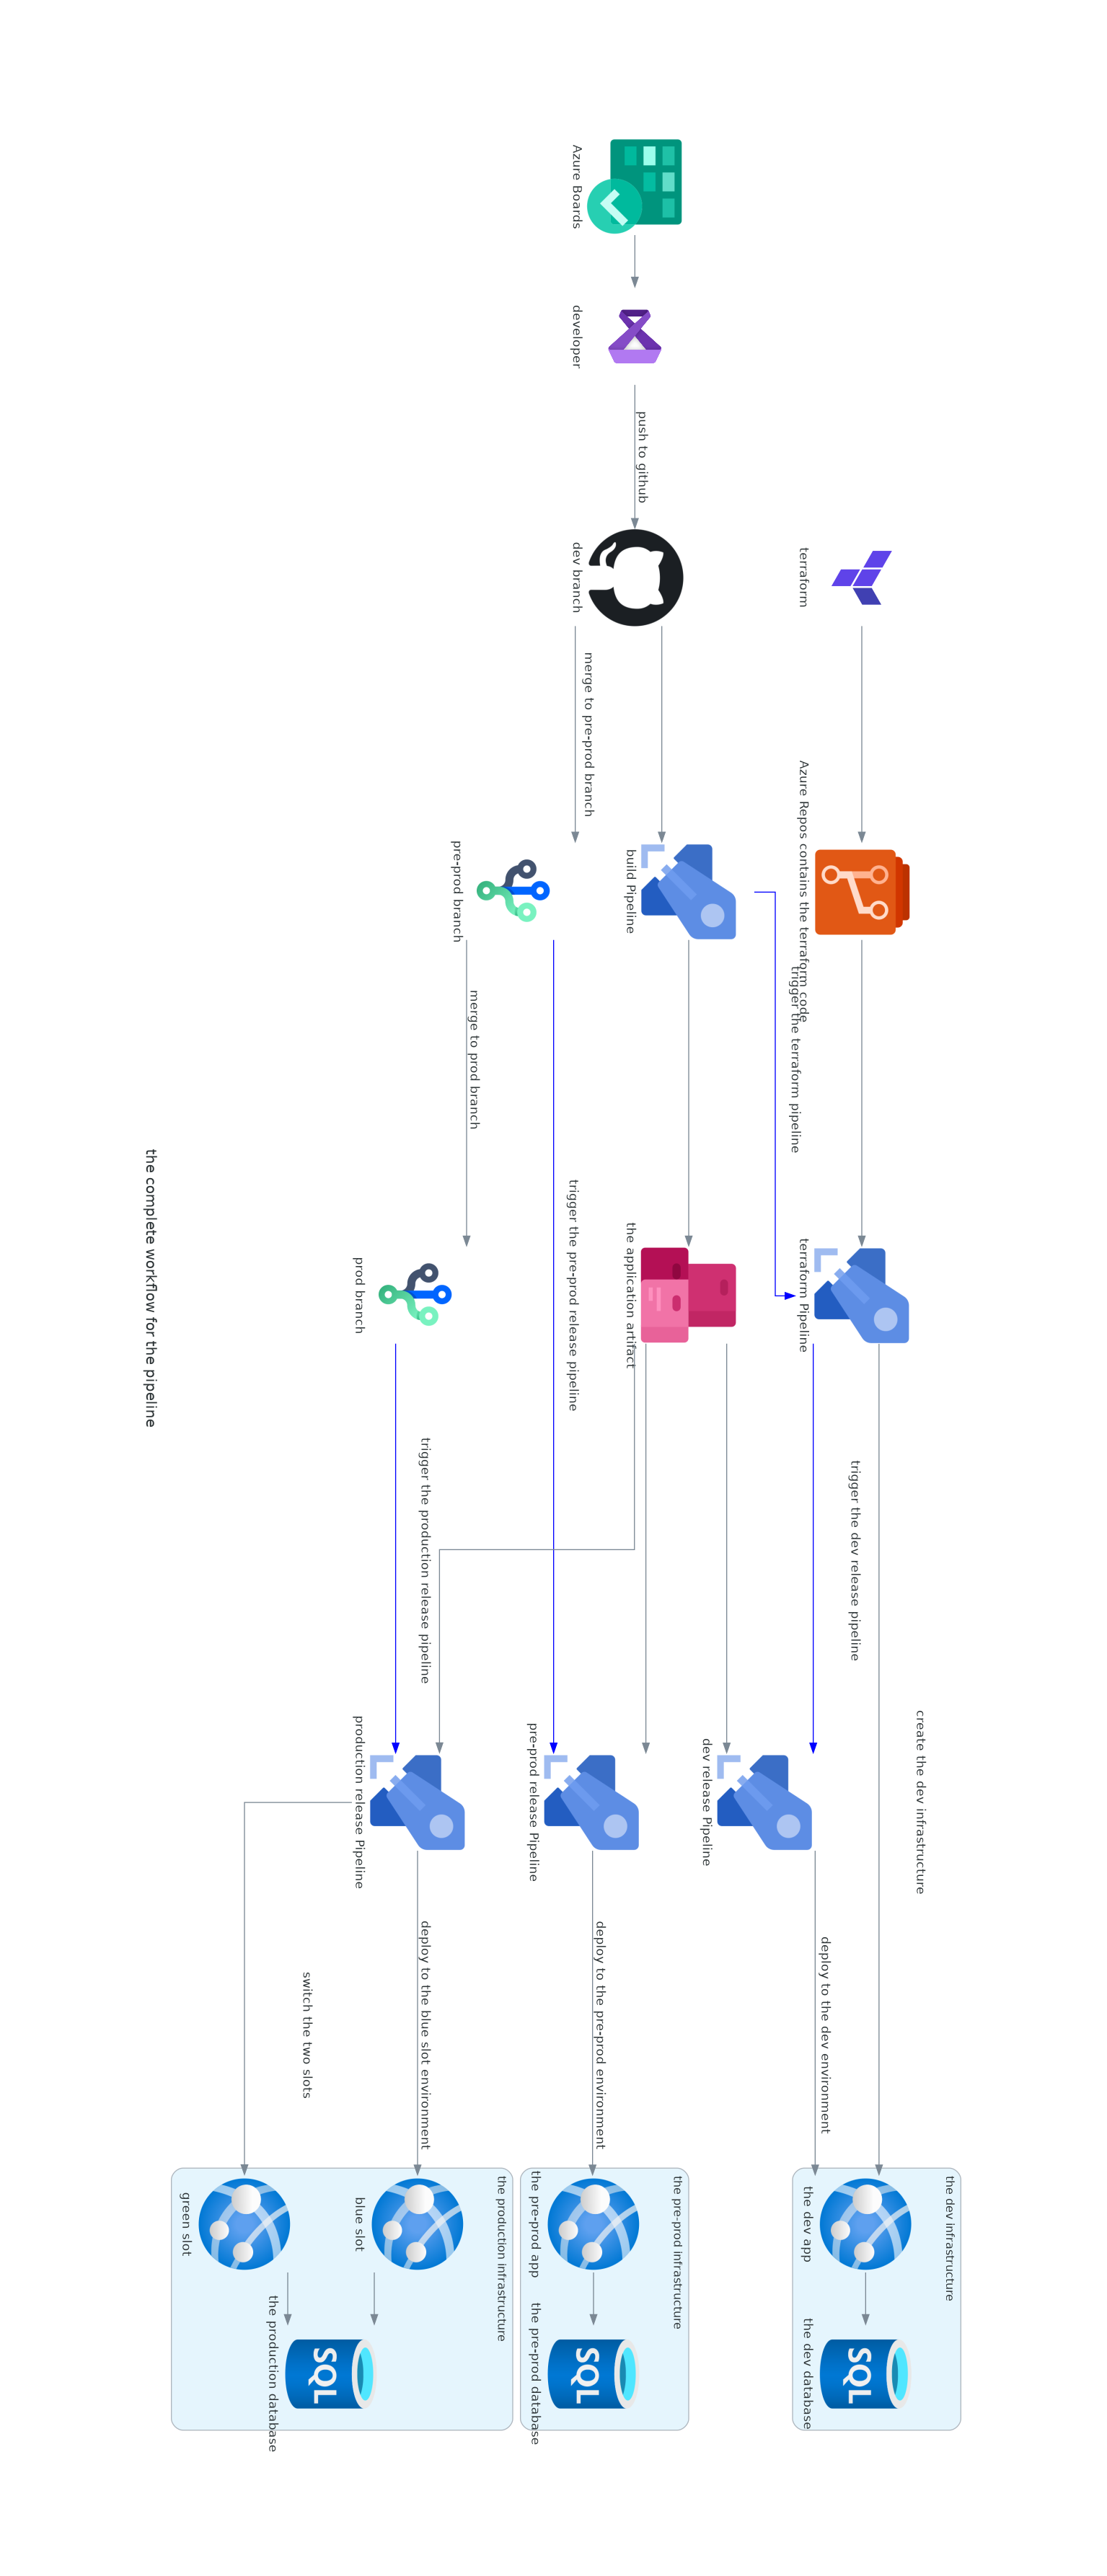 the dev infrastructure
create the dev infrastructure
trigger the dev release pipeline
SQL
deploy to the dev environment
terraform
Azure Repos contains the terraform code
terraform Pipeline
the dev app
the dev database
trigger the terraform pipeline
dev release Pipeline
the pre-prod infrastructure
push to github
build Pipeline
the application artifact
deploy to the pre-prod environment
merge to pre-prod branch
SQL
Azure Boards
developer
dev branch
trigger the pre-prod release pipeline
pre-prod release Pipeline
the pre-prod app
the pre-prod database
the production infrastructure
merge to prod branch
pre-prod branch
trigger the production release pipeline
deploy to the blue slot environment
prod branch
production release Pipeline
blue slot
SQL
switch the two slots
the production database
green slot
the complete workflow for the pipeline